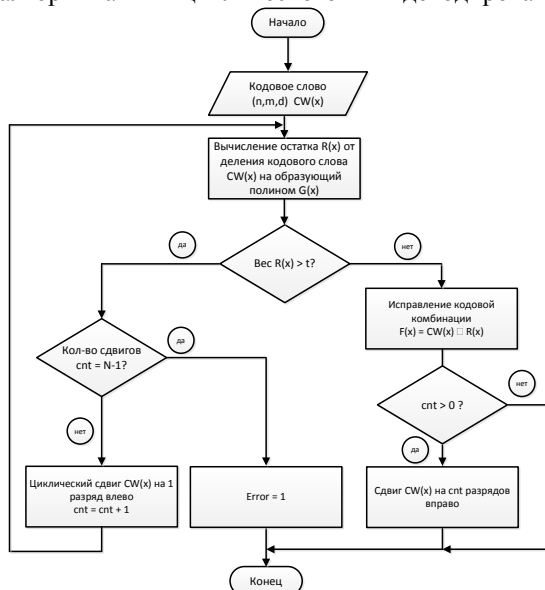 Начало
Кодовое слово
(n,m,d) CW(x)
Вычисление остатка R(x) от
деления кодового слова
CW(x) на образующий
полином G(x)
да
Вес R(x) > t?
нет
Исправление кодовой
комбинации
F(x) = CW(x) □ R(x)
Кол-во сдвигов
cnt = N-1?
да
cnt > 0 ?
нет
нет
да
Циклический сдвиг CW(x) на 1
разряд влево
cnt = cnt + 1
Error = 1
Сдвиг CW(x) на cnt разрядов
вправо
Конец